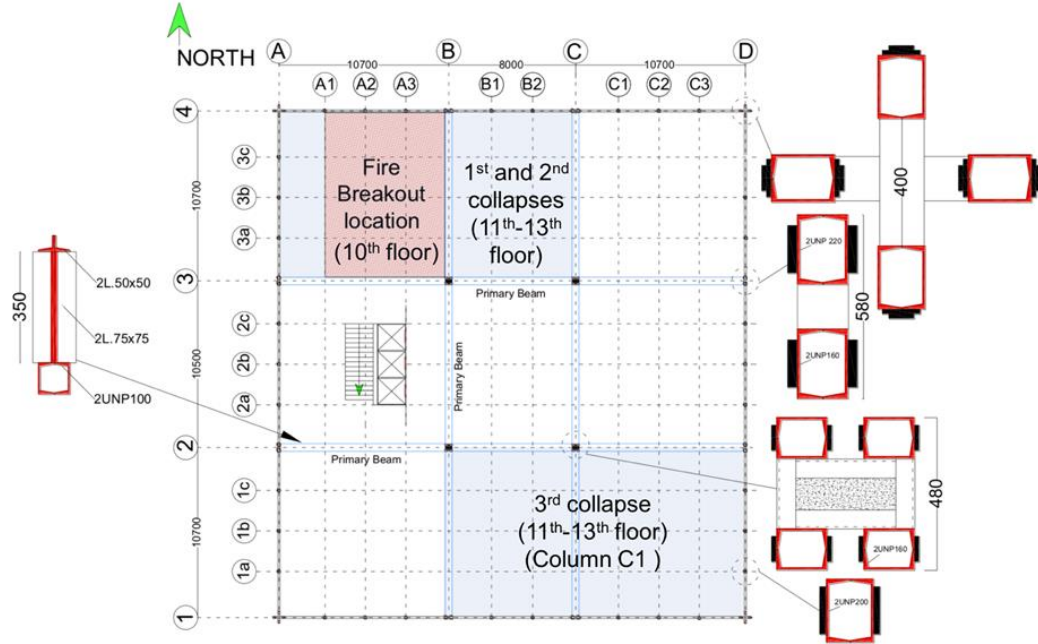 NORTH
A
B
C
D
10700
8000
10700
A1
A2
A3
B1
B2
C1
C2
C3
4
3c
3b
3a
3
2c
2b
2a
2
1c
1b
1a
1
10700
10500
10700
Fire
Breakout
location
(10th floor)
1st and 2nd
collapses
(11th-13th
floor)
Primary Beam
Primary Beam
Primary Beam
3rd collapse
(11th-13th floor)
(Column C1 )
350
2L.50x50
2L.75x75
2UNP100
400
2UNP 220
580
2UNP160
480
2UNP160
2UNP200